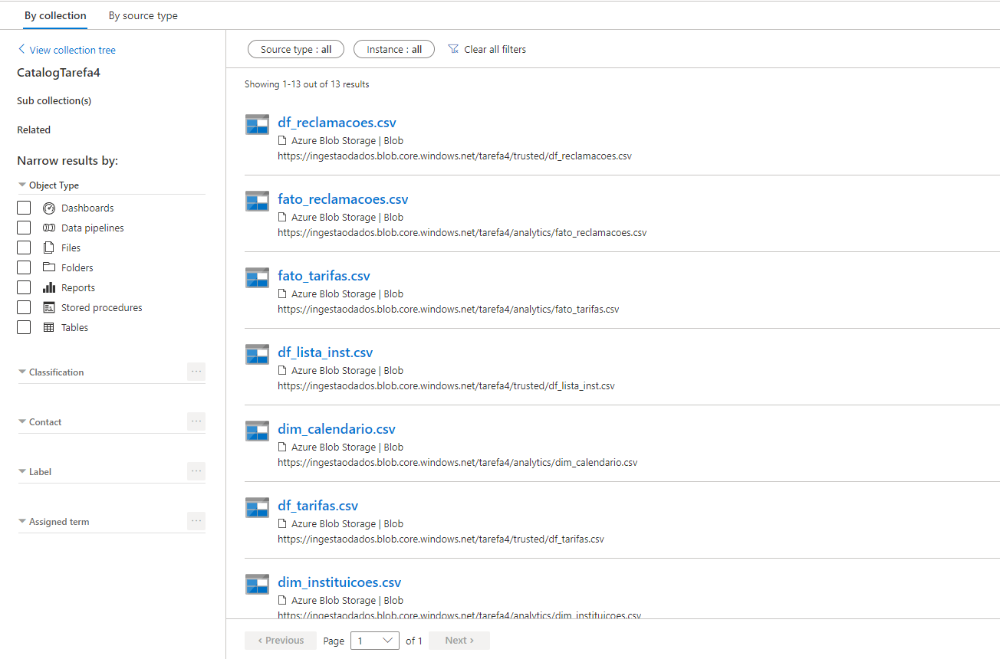 By collection
By source type
View collection tree
CatalogTarefa4
Sub collection(s)
Related
Narrow results by:
Object Type
Dashboards
Data pipelines
Files
Folders
Reports
Stored procedures
Tables
Classification
...
Contact
...
Label
...
Assigned term
...
Source type : all
Instance : all
Clear all filters
Showing 1-13 out of 13 results
df_reclamacoes.csv
Azure Blob Storage | Blob
https://ingestaodados.blob.core.windows.net/tarefa4/trusted/df_reclamacoes.csv
fato_reclamacoes.csv
Azure Blob Storage | Blob
https://ingestaodados.blob.core.windows.net/tarefa4/analytics/fato_reclamacoes.csv
fato_tarifas.csv
Azure Blob Storage | Blob
https://ingestaodados.blob.core.windows.net/tarefa4/analytics/fato_tarifas.csv
df_lista_inst.csv
Azure Blob Storage | Blob
https://ingestaodados.blob.core.windows.net/tarefa4/trusted/df_lista_inst.csv
dim_calendario.csv
Azure Blob Storage | Blob
https://ingestaodados.blob.core.windows.net/tarefa4/analytics/dim_calendario.csv
df_tarifas.csv
Azure Blob Storage | Blob
https://ingestaodados.blob.core.windows.net/tarefa4/trusted/df_tarifas.csv
dim_instituicoes.csv
Azure Blob Storage | Blob
https://ingestaodados.blob.core.windows.net/tarefa4/analytics/dim_instituicoes.csv
‹ Previous Page 1 of 1 Next ›